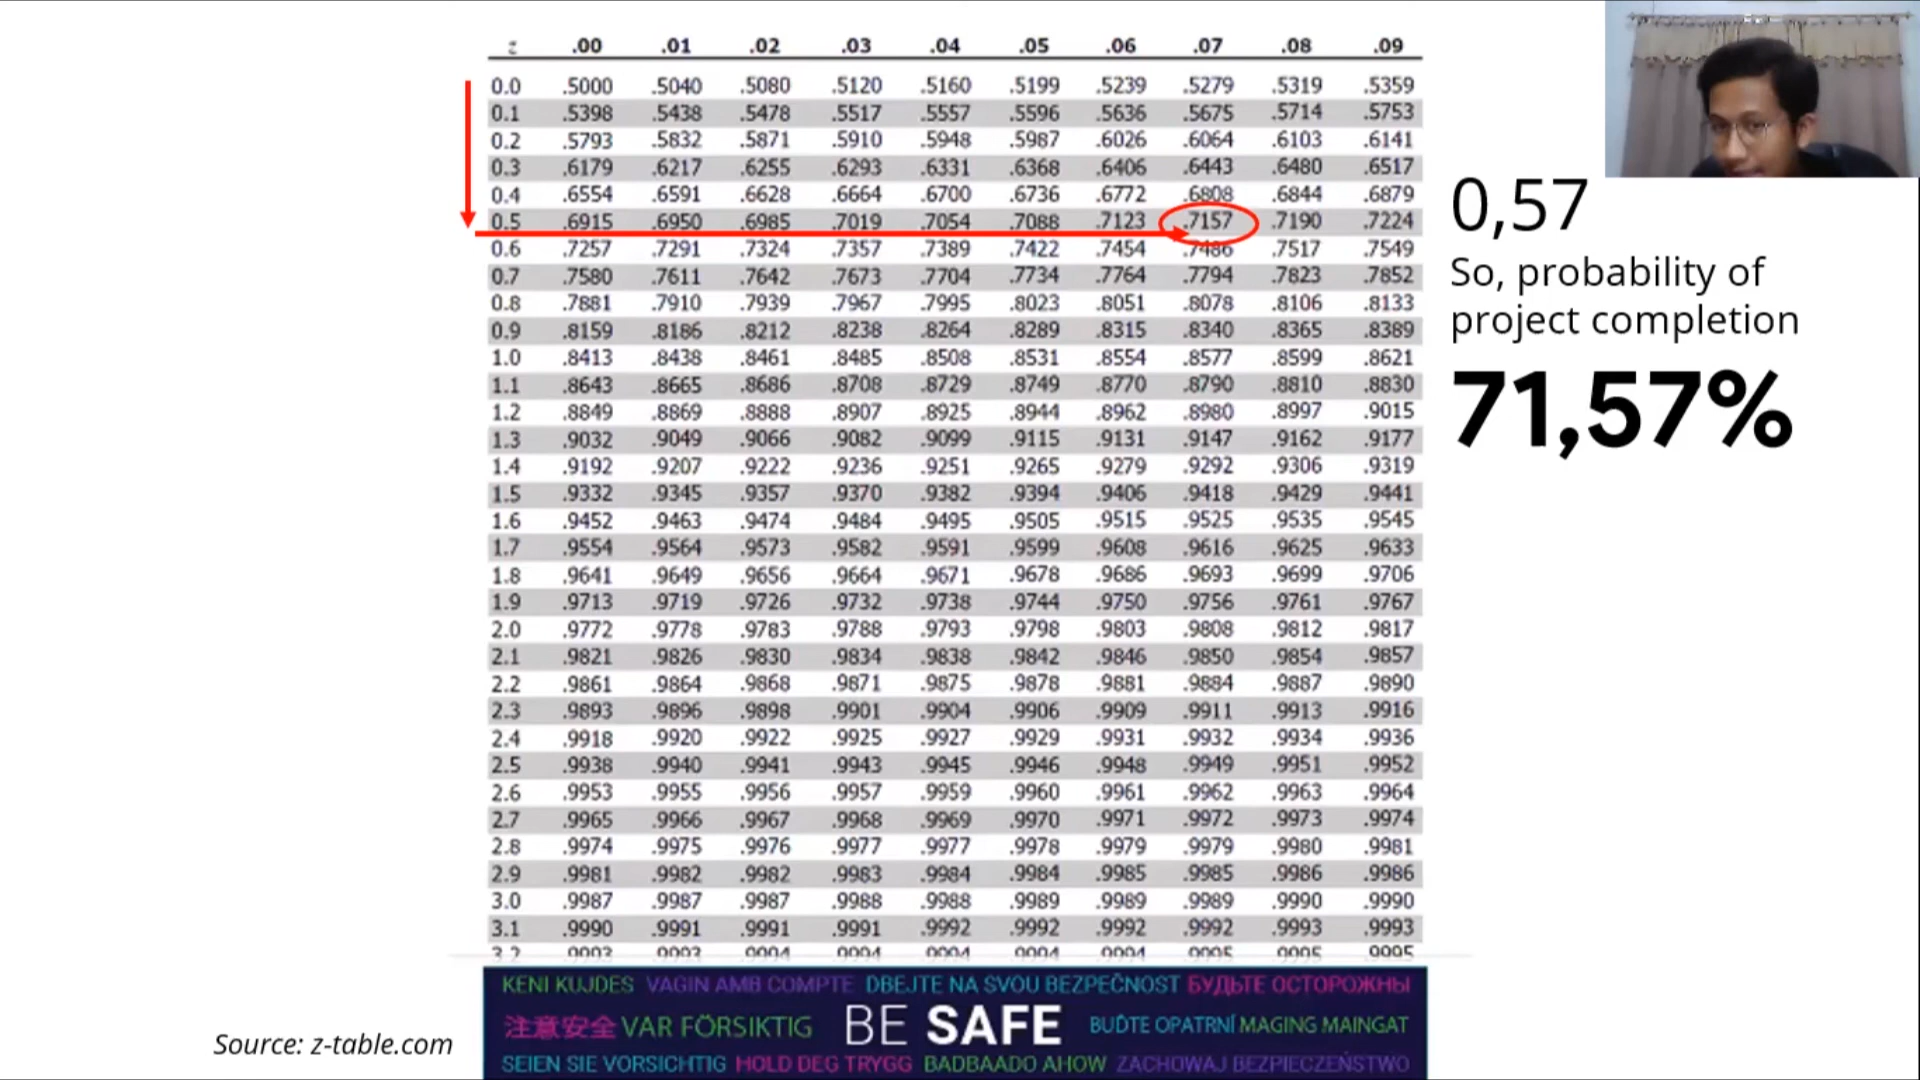 z .00 .01 .02 .03 .04 .05 .06 .07 .08 .09
0.0 .5000 .5040 .5080 .5120 .5160 .5199 .5239 .5279 .5319 .5359
0.1 .5398 .5438 .5478 .5517 .5557 .5596 .5636 .5675 .5714 .5753
0.2 .5793 .5832 .5871 .5910 .5948 .5987 .6026 .6064 .6103 .6141
0.3 .6179 .6217 .6255 .6293 .6331 .6368 .6406 .6443 .6480 .6517
0.4 .6554 .6591 .6628 .6664 .6700 .6736 .6772 .6808 .6844 .6879
0.5 .6915 .6950 .6985 .7019 .7054 .7088 .7123 .7157 .7190 .7224
0.6 .7257 .7291 .7324 .7357 .7389 .7422 .7454 .7486 .7517 .7549
0.7 .7580 .7611 .7642 .7673 .7704 .7734 .7764 .7794 .7823 .7852
0.8 .7881 .7910 .7939 .7967 .7995 .8023 .8051 .8078 .8106 .8133
0.9 .8159 .8186 .8212 .8238 .8264 .8289 .8315 .8340 .8365 .8389
1.0 .8413 .8438 .8461 .8485 .8508 .8531 .8554 .8577 .8599 .8621
1.1 .8643 .8665 .8686 .8708 .8729 .8749 .8770 .8790 .8810 .8830
1.2 .8849 .8869 .8888 .8907 .8925 .8944 .8962 .8980 .8997 .9015
1.3 .9032 .9049 .9066 .9082 .9099 .9115 .9131 .9147 .9162 .9177
1.4 .9192 .9207 .9222 .9236 .9251 .9265 .9279 .9292 .9306 .9319
1.5 .9332 .9345 .9357 .9370 .9382 .9394 .9406 .9418 .9429 .9441
1.6 .9452 .9463 .9474 .9484 .9495 .9505 .9515 .9525 .9535 .9545
1.7 .9554 .9564 .9573 .9582 .9591 .9599 .9608 .9616 .9625 .9633
1.8 .9641 .9649 .9656 .9664 .9671 .9678 .9686 .9693 .9699 .9706
1.9 .9713 .9719 .9726 .9732 .9738 .9744 .9750 .9756 .9761 .9767
2.0 .9772 .9778 .9783 .9788 .9793 .9798 .9803 .9808 .9812 .9817
2.1 .9821 .9826 .9830 .9834 .9838 .9842 .9846 .9850 .9854 .9857
2.2 .9861 .9864 .9868 .9871 .9875 .9878 .9881 .9884 .9887 .9890
2.3 .9893 .9896 .9898 .9901 .9904 .9906 .9909 .9911 .9913 .9916
2.4 .9918 .9920 .9922 .9925 .9927 .9929 .9931 .9932 .9934 .9936
2.5 .9938 .9940 .9941 .9943 .9945 .9946 .9948 .9949 .9951 .9952
2.6 .9953 .9955 .9956 .9957 .9959 .9960 .9961 .9962 .9963 .9964
2.7 .9965 .9966 .9967 .9968 .9969 .9970 .9971 .9972 .9973 .9974
2.8 .9974 .9975 .9976 .9977 .9977 .9978 .9979 .9979 .9980 .9981
2.9 .9981 .9982 .9982 .9983 .9984 .9984 .9985 .9985 .9986 .9986
3.0 .9987 .9987 .9987 .9988 .9988 .9989 .9989 .9989 .9990 .9990
3.1 .9990 .9991 .9991 .9991 .9992 .9992 .9992 .9992 .9993 .9993
3.2 .9993 .9993 .9994 .9994 .9994 .9994 .9994 .9995 .9995 .9995
0,57
So, probability of
project completion
71,57%
KENI KUJDES VAGIN AMB COMPTE DBEJTE NA SVOU BEZPEČNOST БУДЬТЕ ОСТОРОЖНЫ
注意安全 VAR FÖRSIKTIG BE SAFE BUĎTE OPATRNÍ MAGING MAINGAT
SEIEN SIE VORSICHTIG HOLD DEG TRYGG BADBAADO AHOW ZACHOWAJ BEZPIECZEŃSTWO
Source: z-table.com